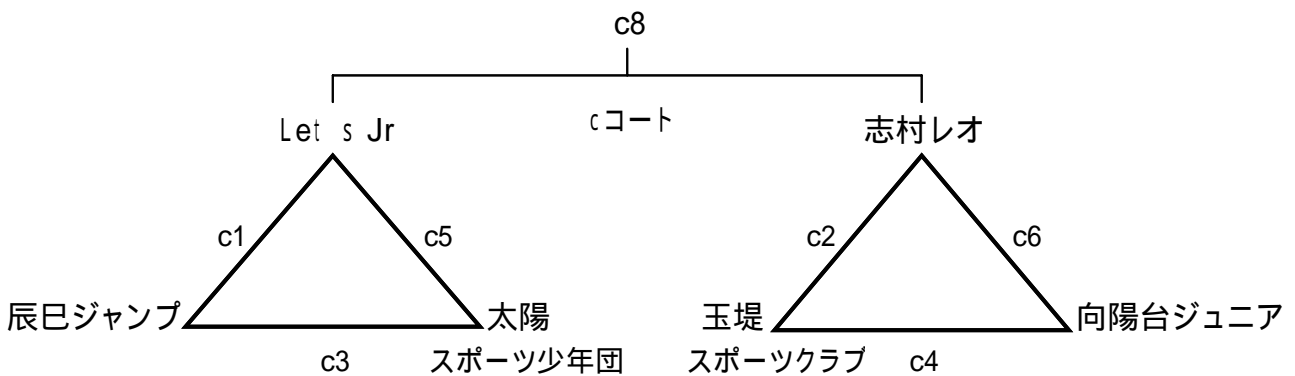 c8
cコート
Let s Jr
志村レオ
c1
c5
c2
c6
辰巳ジャンプ
太陽
スポーツ少年団
玉堤
スポーツクラブ
向陽台ジュニア
c3
c4